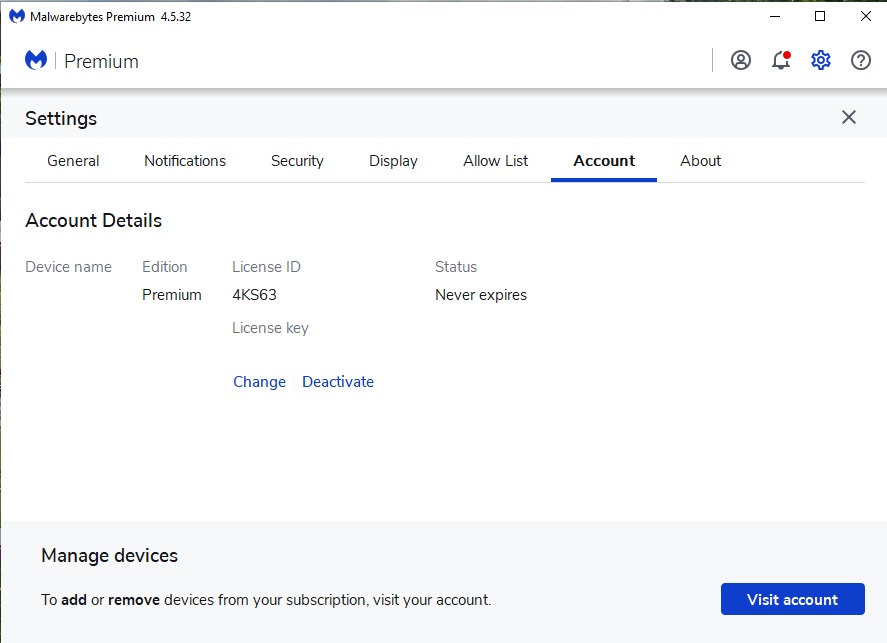 Malwarebytes Premium 4.5.32
Premium
Settings
General Notifications Security Display Allow List Account About
Account Details
Device name Edition License ID Status
Premium 4KS63 Never expires
License key
Change Deactivate
Manage devices
To add or remove devices from your subscription, visit your account.
Visit account